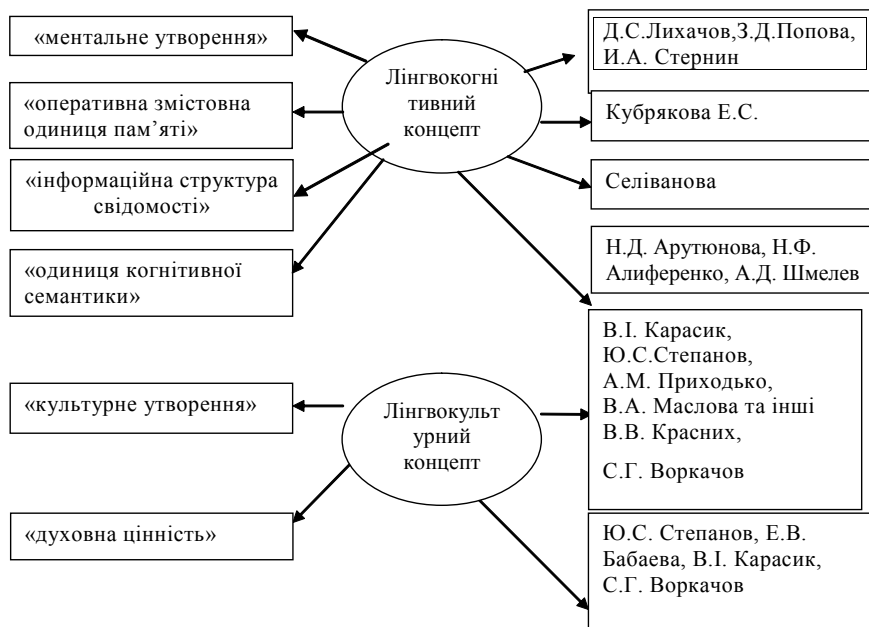 «ментальне утворення»
Лінгвокогні
тивний
концепт
Д.С.Лихачов,З.Д.Попова,
И.А. Стернин
«оперативна змістовна
одиниця пам’яті»
Кубрякова Е.С.
«інформаційна структура
свідомості»
Селіванова
«одиниця когнітивної
семантики»
Н.Д. Арутюнова, Н.Ф.
Алиференко, А.Д. Шмелев
«культурне утворення»
Лінгвокульт
урний
концепт
В.І. Карасик,
Ю.С.Степанов,
А.М. Приходько,
В.А. Маслова та інші
В.В. Красних,
С.Г. Воркачов
«духовна цінність»
Ю.С. Степанов, Е.В.
Бабаева, В.І. Карасик,
С.Г. Воркачов